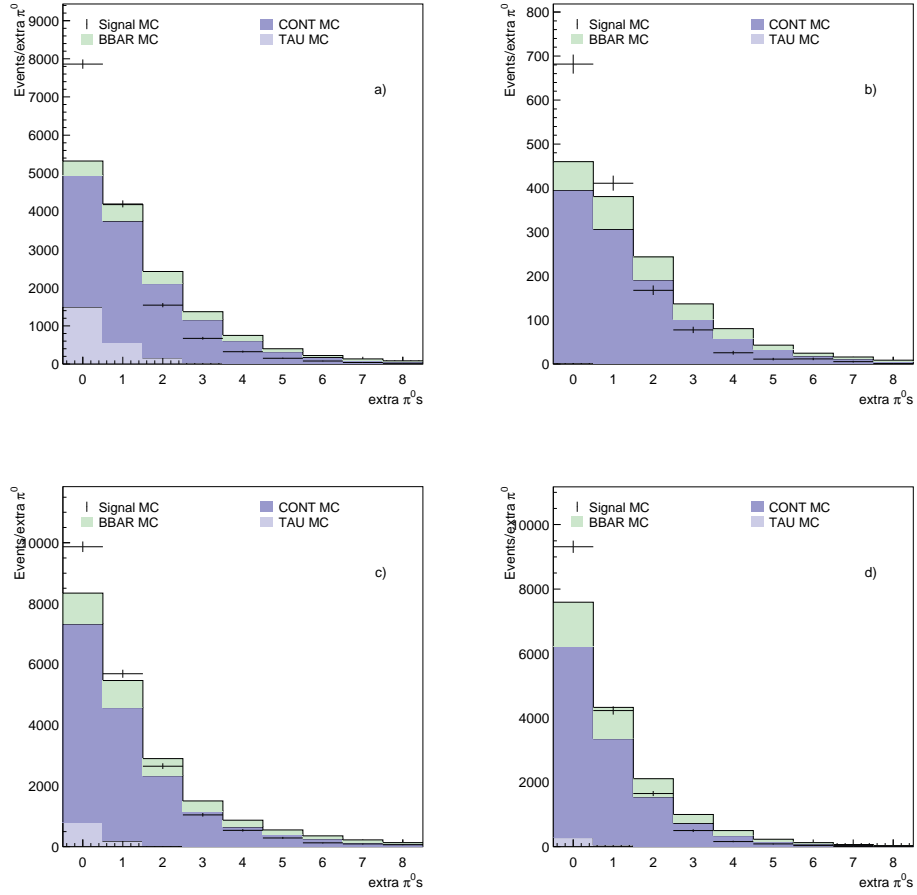 Events/extra π⁰
Signal MC
BBAR MC
CONT MC
TAU MC
a)
9000
8000
7000
6000
5000
4000
3000
2000
1000
0
0 1 2 3 4 5 6 7 8
extra π⁰s
Events/extra π⁰
Signal MC
BBAR MC
CONT MC
TAU MC
b)
800
700
600
500
400
300
200
100
0
0 1 2 3 4 5 6 7 8
extra π⁰s
Events/extra π⁰
Signal MC
BBAR MC
CONT MC
TAU MC
c)
10000
8000
6000
4000
2000
0
0 1 2 3 4 5 6 7 8
extra π⁰s
Events/extra π⁰
Signal MC
BBAR MC
CONT MC
TAU MC
d)
10000
8000
6000
4000
2000
0
0 1 2 3 4 5 6 7 8
extra π⁰s